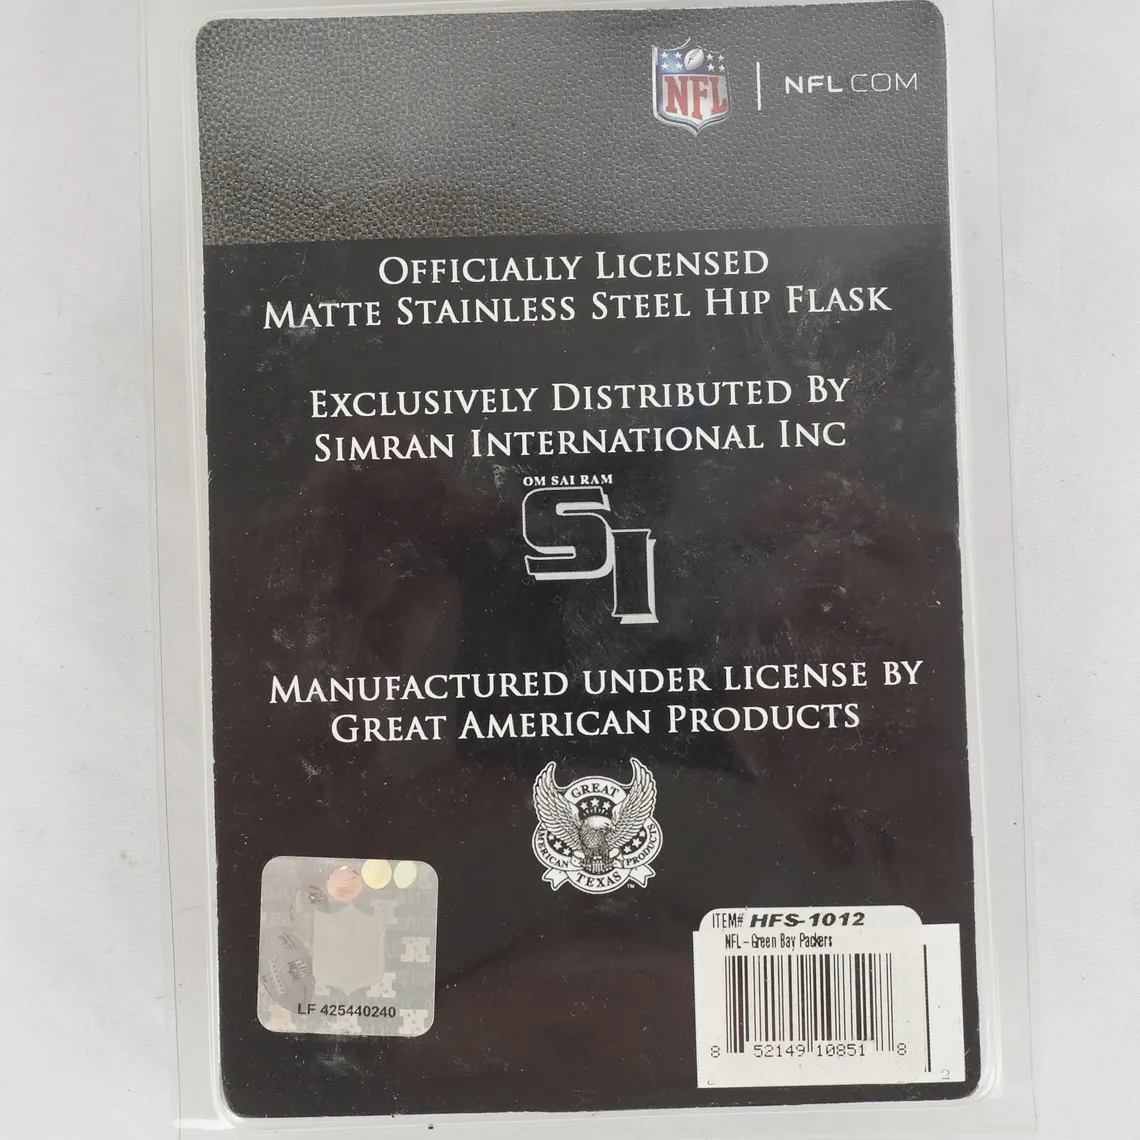 NFL
NFL COM
OFFICIALLY LICENSED
MATTE STAINLESS STEEL HIP FLASK
EXCLUSIVELY DISTRIBUTED BY
SIMRAN INTERNATIONAL INC
OM SAI RAM
SI
MANUFACTURED UNDER LICENSE BY
GREAT AMERICAN PRODUCTS
GREAT
AMERICAN PRODUCTS
TEXAS ™
LF 425440240
ITEM# HFS-1012
NFL - Green Bay Packers
8 52149 10851 8
2